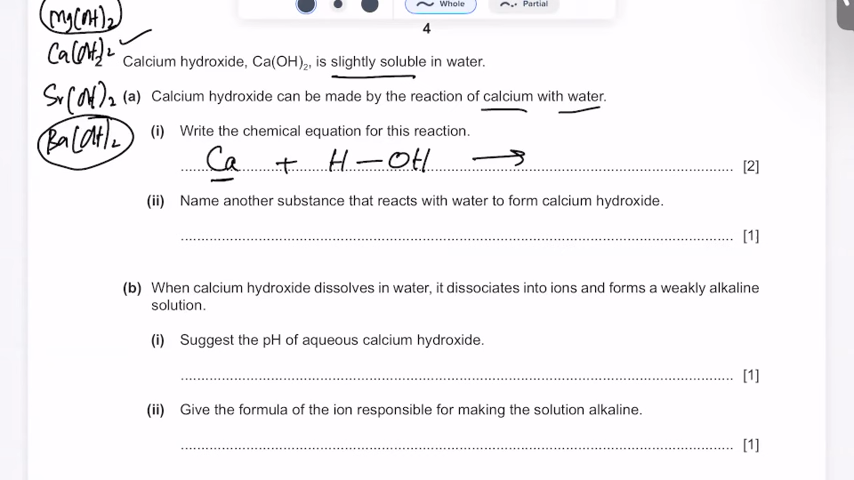 Whole Partial
4
Mg(OH)2
Ca(OH)2
Calcium hydroxide, Ca(OH)2, is slightly soluble in water.
Sr(OH)2 (a) Calcium hydroxide can be made by the reaction of calcium with water.
Ba(OH)2 (i) Write the chemical equation for this reaction.
Ca + H—OH → [2]
(ii) Name another substance that reacts with water to form calcium hydroxide.
[1]
(b) When calcium hydroxide dissolves in water, it dissociates into ions and forms a weakly alkaline
solution.
(i) Suggest the pH of aqueous calcium hydroxide.
[1]
(ii) Give the formula of the ion responsible for making the solution alkaline.
[1]